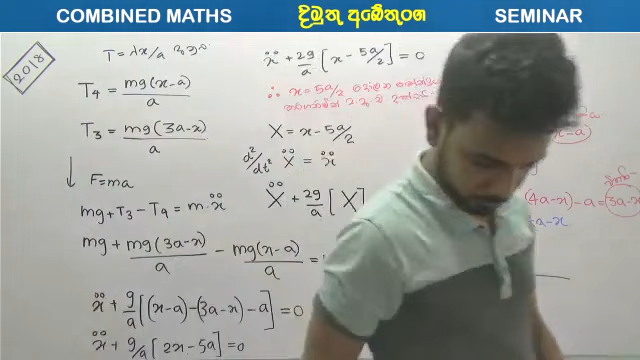 COMBINED MATHS දිමුතු අබේතුංග SEMINAR
2018
T = λx/a
T₄ = mg(x-a)/a
T₃ = mg(3a-x)/a
↓ F=ma
mg+T₃-T₄ = m.ẍ
mg + mg(3a-x)/a - mg(x-a)/a =
ẍ + g/a[(x-a)-(3a-x)-a] = 0
ẍ + g/a[2x-5a] = 0
ẍ + 2g/a[x - 5a/2] = 0
∴ x = 5a/2
X = x - 5a/2
d²/dt² Ẍ = ẍ
Ẍ + 2g/a[X]
x-a)
(4a-x)-a = 3a-x